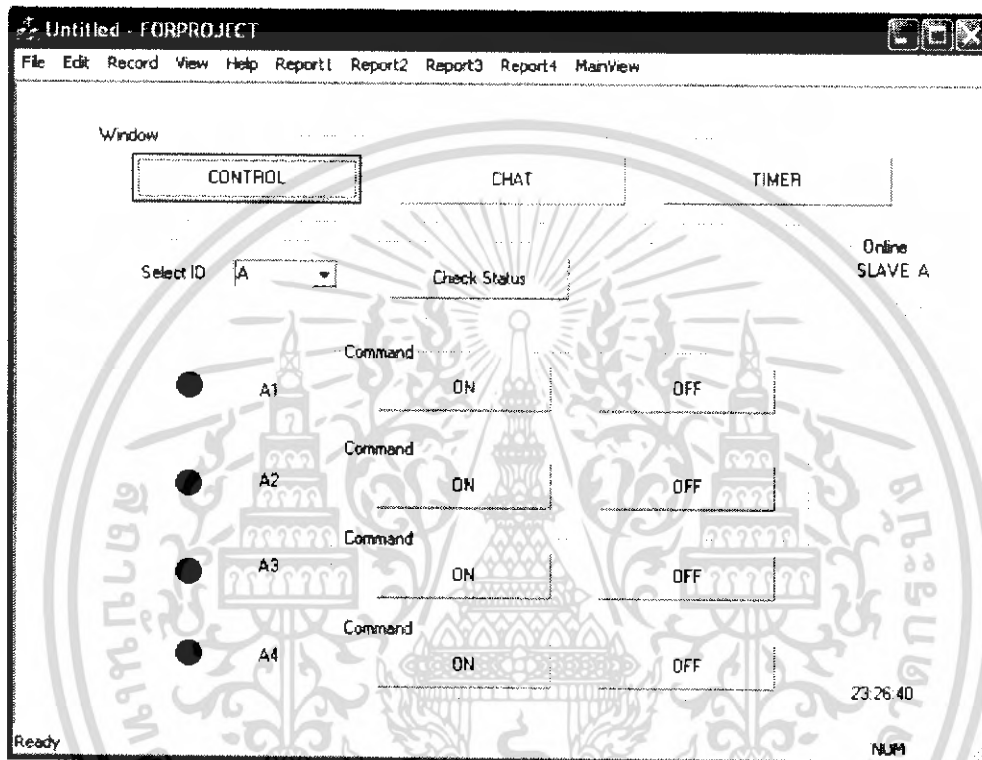 Untitled - FORPROJECT
File Edit Record View Help Report1 Report2 Report3 Report4 MainView
Window
CONTROL CHAT TIMER
Online
Select ID A Check Status SLAVE A
Command
A1 ON OFF
Command
A2 ON OFF
Command
A3 ON OFF
Command
A4 ON OFF
23:26:40
Ready NUM